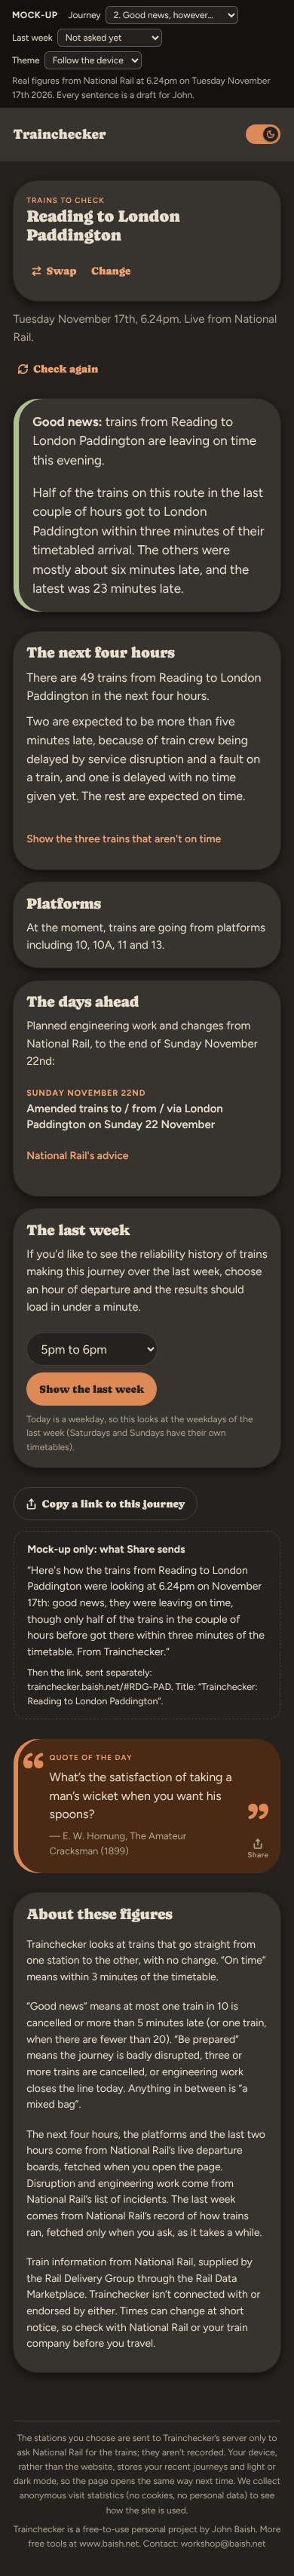 MOCK-UP Journey 2. Good news, however...
Last week Not asked yet
Theme Follow the device
Real figures from National Rail at 6.24pm on Tuesday November
17th 2026. Every sentence is a draft for John.
Trainchecker
TRAINS TO CHECK
Reading to London
Paddington
Swap Change
Tuesday November 17th, 6.24pm. Live from National
Rail.
Check again
Good news: trains from Reading to
London Paddington are leaving on time
this evening.
Half of the trains on this route in the last
couple of hours got to London
Paddington within three minutes of their
timetabled arrival. The others were
mostly about six minutes late, and the
latest was 23 minutes late.
The next four hours
There are 49 trains from Reading to London
Paddington in the next four hours.
Two are expected to be more than five
minutes late, because of train crew being
delayed by service disruption and a fault on
a train, and one is delayed with no time
given yet. The rest are expected on time.
Show the three trains that aren't on time
Platforms
At the moment, trains are going from platforms
including 10, 10A, 11 and 13.
The days ahead
Planned engineering work and changes from
National Rail, to the end of Sunday November
22nd:
SUNDAY NOVEMBER 22ND
Amended trains to / from / via London
Paddington on Sunday 22 November
National Rail's advice
The last week
If you'd like to see the reliability history of trains
making this journey over the last week, choose
an hour of departure and the results should
load in under a minute.
5pm to 6pm
Show the last week
Today is a weekday, so this looks at the weekdays of the
last week (Saturdays and Sundays have their own
timetables).
Copy a link to this journey
Mock-up only: what Share sends
"Here's how the trains from Reading to London
Paddington were looking at 6.24pm on November
17th: good news, they were leaving on time,
though only half of the trains in the couple of
hours before got there within three minutes of the
timetable. From Trainchecker."
Then the link, sent separately:
trainchecker.baish.net/#RDG-PAD. Title: "Trainchecker:
Reading to London Paddington".
QUOTE OF THE DAY
What's the satisfaction of taking a
man's wicket when you want his
spoons?
— E. W. Hornung, The Amateur
Cracksman (1899)
Share
About these figures
Trainchecker looks at trains that go straight from
one station to the other, with no change. "On time"
means within 3 minutes of the timetable.
"Good news" means at most one train in 10 is
cancelled or more than 5 minutes late (or one train,
when there are fewer than 20). "Be prepared"
means the journey is badly disrupted, three or
more trains are cancelled, or engineering work
closes the line today. Anything in between is "a
mixed bag".
The next four hours, the platforms and the last two
hours come from National Rail's live departure
boards, fetched when you open the page.
Disruption and engineering work come from
National Rail's list of incidents. The last week
comes from National Rail's record of how trains
ran, fetched only when you ask, as it takes a while.
Train information from National Rail, supplied by
the Rail Delivery Group through the Rail Data
Marketplace. Trainchecker isn't connected with or
endorsed by either. Times can change at short
notice, so check with National Rail or your train
company before you travel.
The stations you choose are sent to Trainchecker's server only to
ask National Rail for the trains; they aren't recorded. Your device,
rather than the website, stores your recent journeys and light or
dark mode, so the page opens the same way next time. We collect
anonymous visit statistics (no cookies, no personal data) to see
how the site is used.
Trainchecker is a free-to-use personal project by John Baish. More
free tools at www.baish.net. Contact: workshop@baish.net